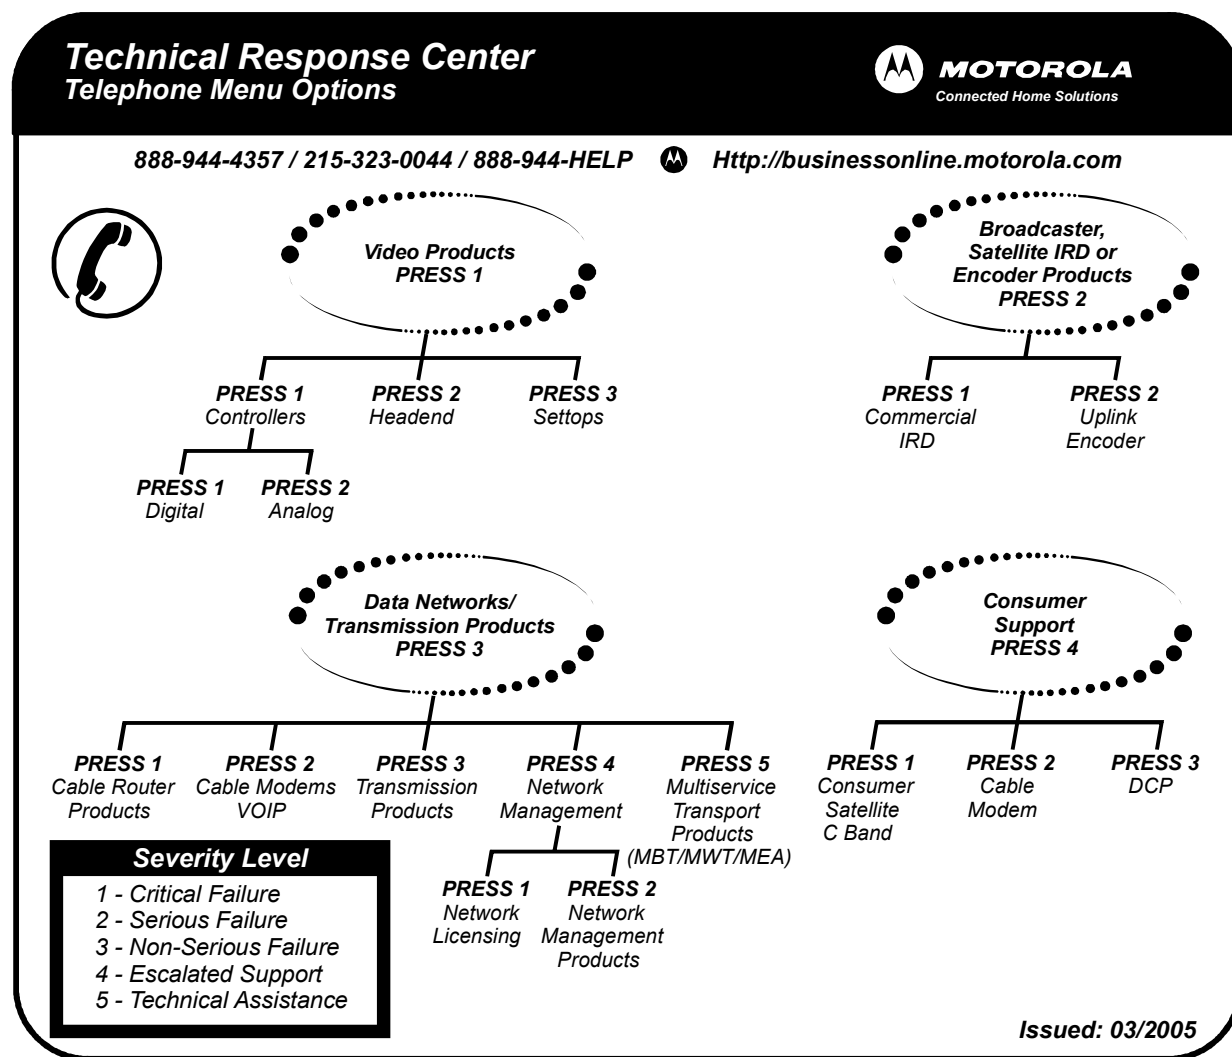 Technical Response Center
Telephone Menu Options
MOTOROLA
Connected Home Solutions
888-944-4357 / 215-323-0044 / 888-944-HELP
Http://businessonline.motorola.com
Video Products
PRESS 1
PRESS 1
Controllers
PRESS 2
Headend
PRESS 3
Settops
PRESS 1
Digital
PRESS 2
Analog
Broadcaster,
Satellite IRD or
Encoder Products
PRESS 2
PRESS 1
Commercial
IRD
PRESS 2
Uplink
Encoder
Data Networks/
Transmission Products
PRESS 3
PRESS 1
Cable Router
Products
PRESS 2
Cable Modems
VOIP
PRESS 3
Transmission
Products
PRESS 4
Network
Management
PRESS 5
Multiservice
Transport
Products
(MBT/MWT/MEA)
PRESS 1
Network
Licensing
PRESS 2
Network
Management
Products
Consumer
Support
PRESS 4
PRESS 1
Consumer
Satellite
C Band
PRESS 2
Cable
Modem
PRESS 3
DCP
Severity Level
1 - Critical Failure
2 - Serious Failure
3 - Non-Serious Failure
4 - Escalated Support
5 - Technical Assistance
Issued: 03/2005